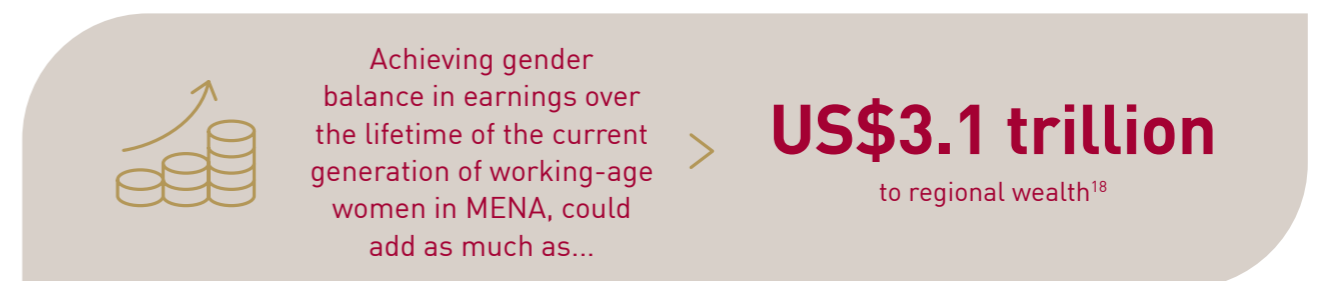 Achieving gender
balance in earnings over
the lifetime of the current
generation of working-age
women in MENA, could
add as much as...
>
US$3.1 trillion
to regional wealth¹⁸